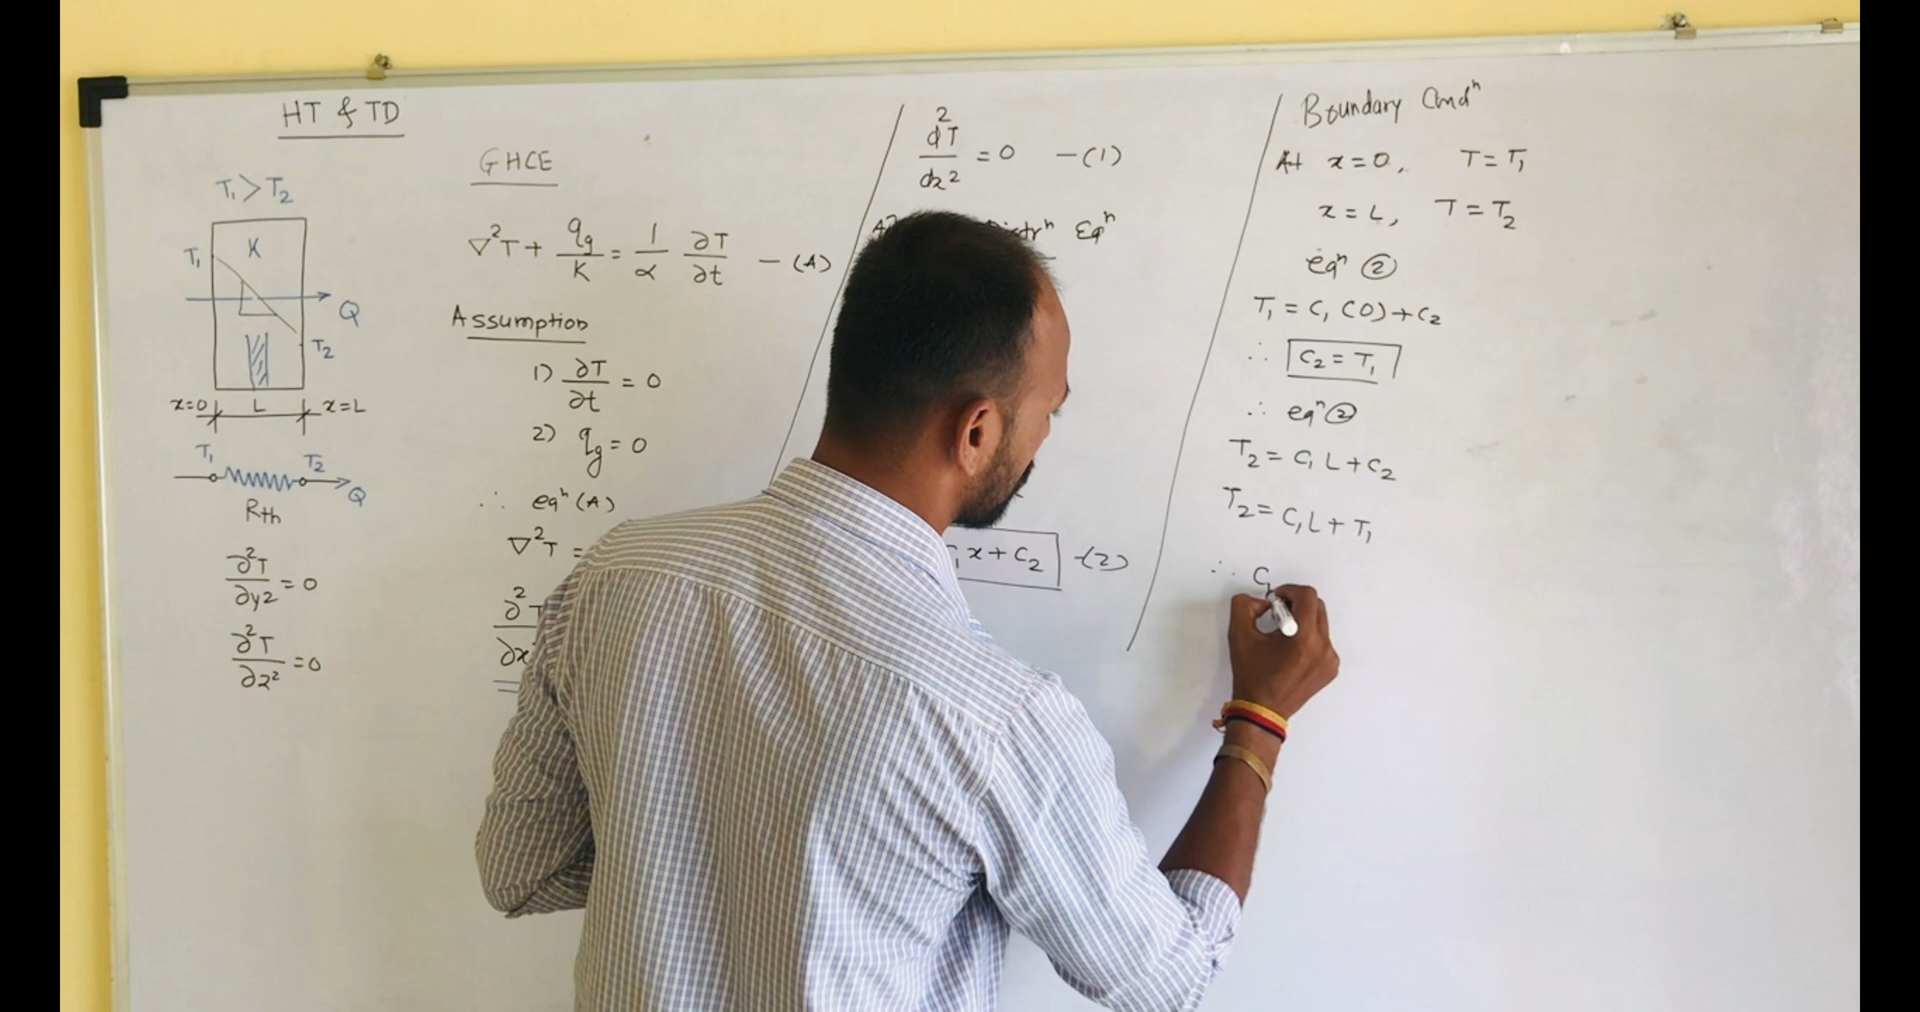 HT & TD
T₁ > T₂
T₁
K
Q
T₂
x=0 L x=L
T₁ T₂
Q
Rth
∂²T/∂y² = 0
∂²T/∂z² = 0
GHCE
∇²T + qg/K = 1/α ∂T/∂t — (A)
Assumption
1) ∂T/∂t = 0
2) qg = 0
∴ eqⁿ (A)
∇²T =
∂²T
∂x
d²T/dx² = 0 — (1)
Eqⁿ
x + C₂ — (2)
Boundary Condⁿ
At x = 0, T = T₁
x = L, T = T₂
eqⁿ ②
T₁ = C₁ (0) + C₂
∴ C₂ = T₁
∴ eqⁿ ②
T₂ = C₁ L + C₂
T₂ = C₁ L + T₁
∴ C₁